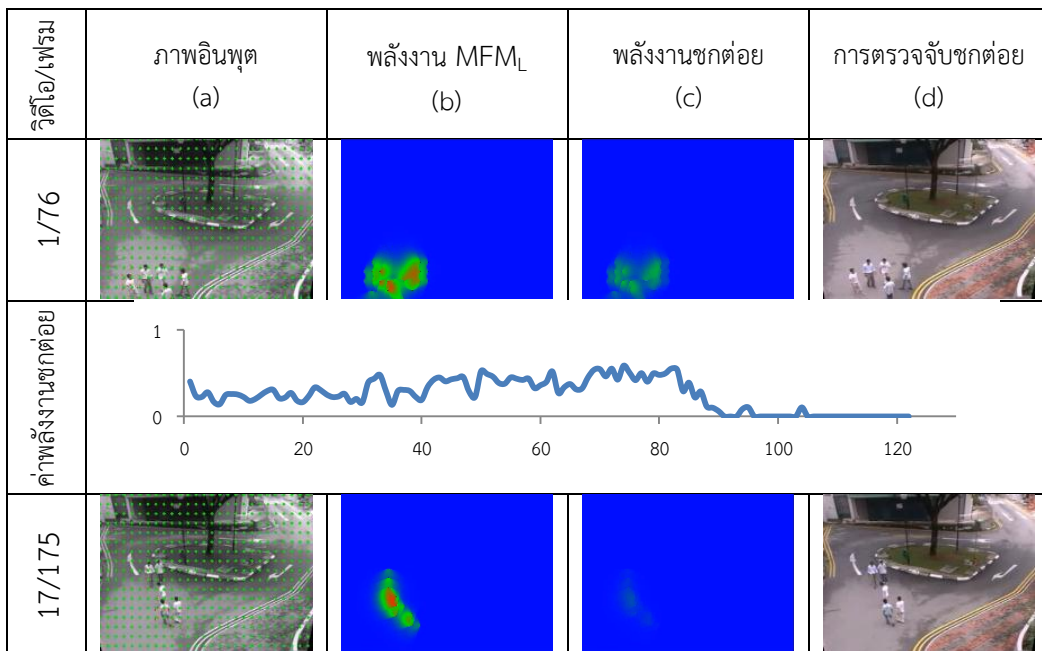 วิดีโอ/เฟรม
ภาพอินพุต
(a)
พลังงาน MFML
(b)
พลังงานชกต่อย
(c)
การตรวจจับชกต่อย
(d)
1/76
ค่าพลังงานชกต่อย
1
0
0 20 40 60 80 100 120
17/175